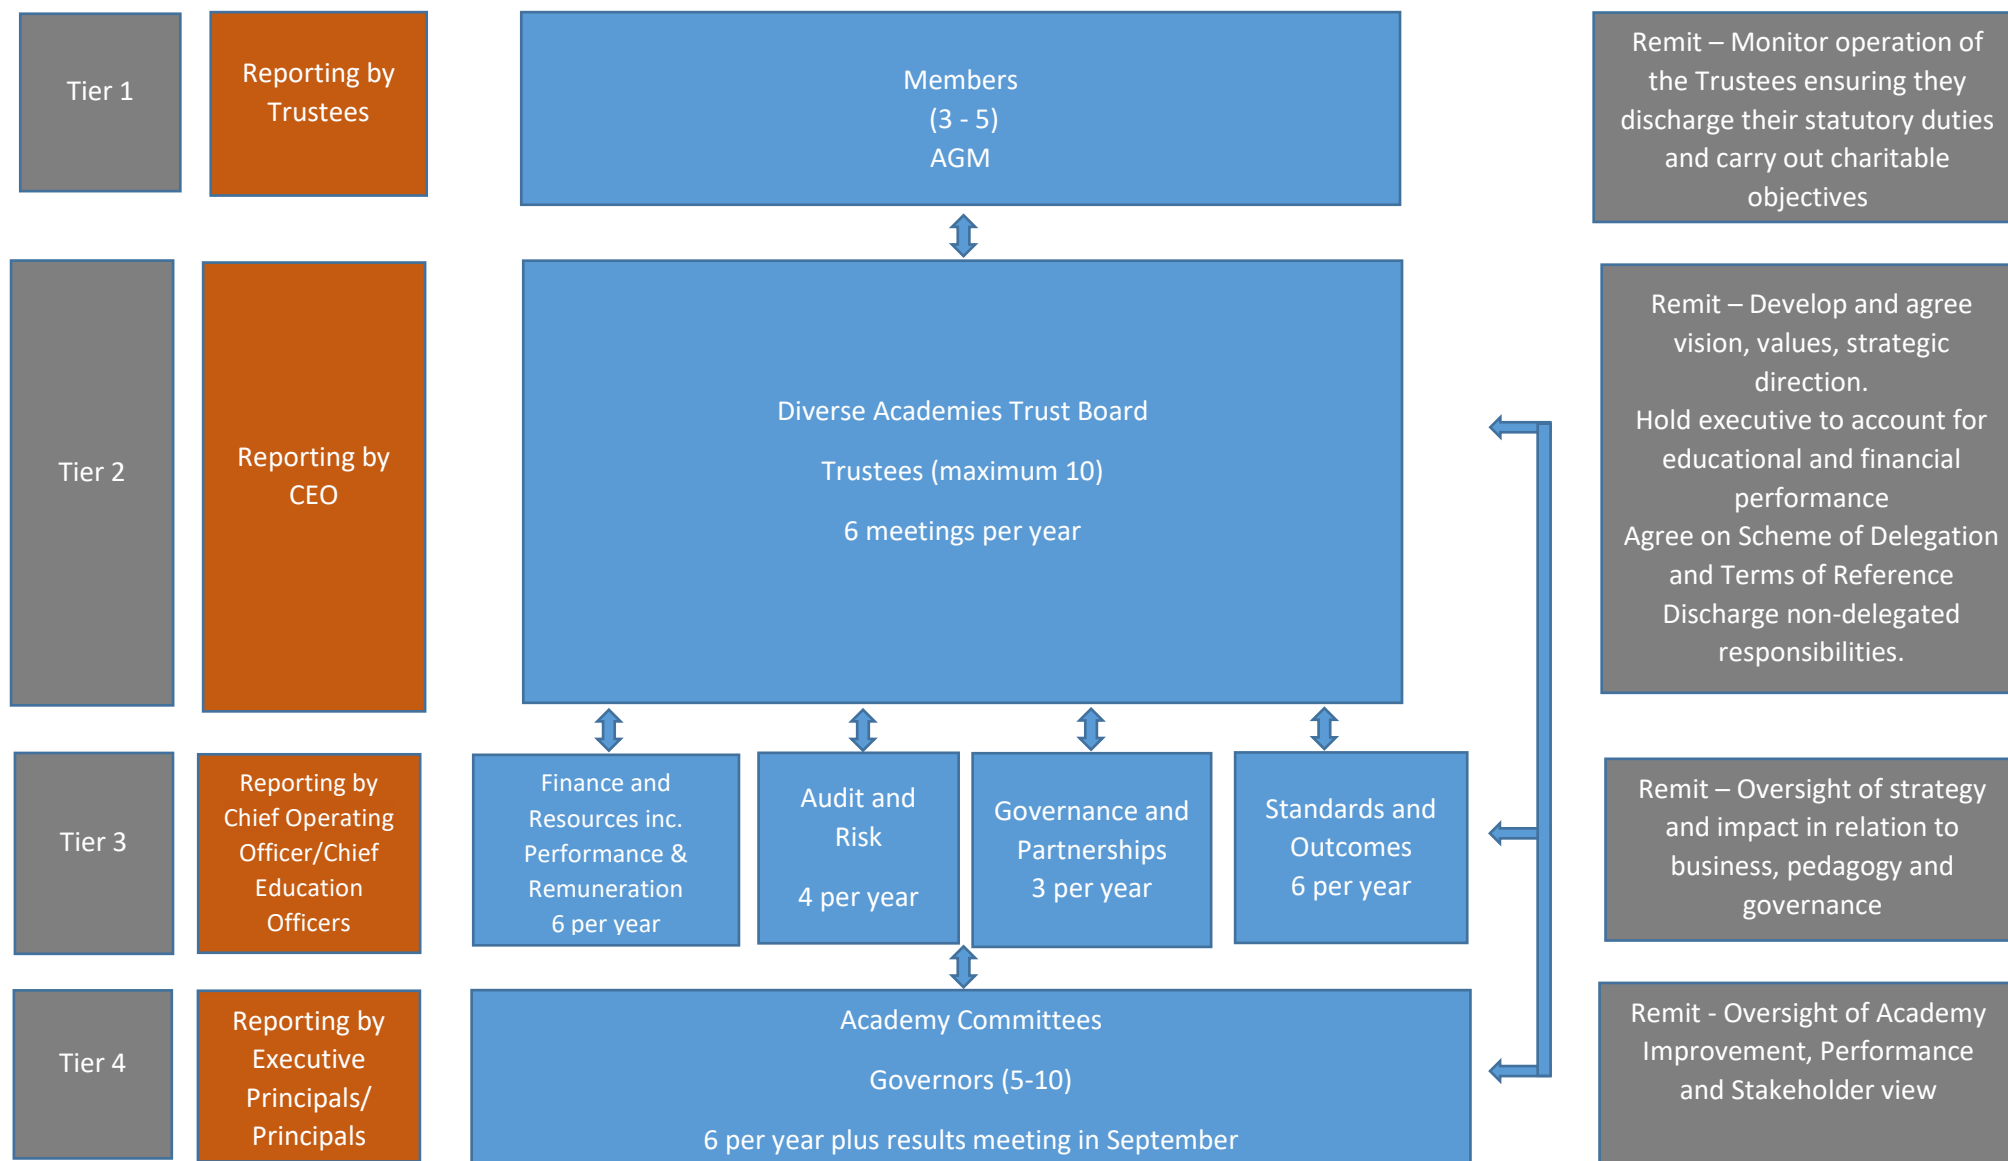 Tier 1
Reporting by
Trustees
Members
(3 - 5)
AGM
Remit – Monitor operation of
the Trustees ensuring they
discharge their statutory duties
and carry out charitable
objectives
Tier 2
Reporting by
CEO
Diverse Academies Trust Board
Trustees (maximum 10)
6 meetings per year
Remit – Develop and agree
vision, values, strategic
direction.
Hold executive to account for
educational and financial
performance
Agree on Scheme of Delegation
and Terms of Reference
Discharge non-delegated
responsibilities.
Tier 3
Reporting by
Chief Operating
Officer/Chief
Education
Officers
Finance and
Resources inc.
Performance &
Remuneration
6 per year
Audit and
Risk
4 per year
Governance and
Partnerships
3 per year
Standards and
Outcomes
6 per year
Remit – Oversight of strategy
and impact in relation to
business, pedagogy and
governance
Tier 4
Reporting by
Executive
Principals/
Principals
Academy Committees
Governors (5-10)
6 per year plus results meeting in September
Remit - Oversight of Academy
Improvement, Performance
and Stakeholder view